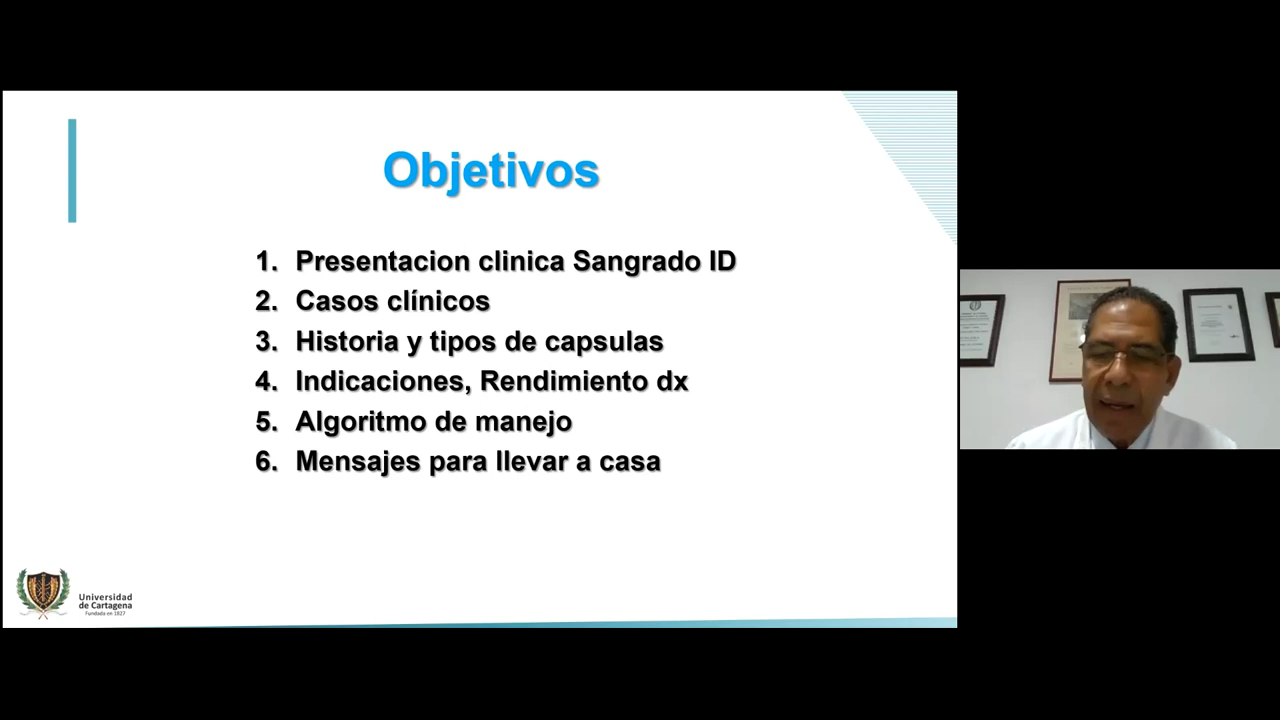 Objetivos
1. Presentacion clinica Sangrado ID
2. Casos clínicos
3. Historia y tipos de capsulas
4. Indicaciones, Rendimiento dx
5. Algoritmo de manejo
6. Mensajes para llevar a casa
Universidad
de Cartagena
Fundada en 1827